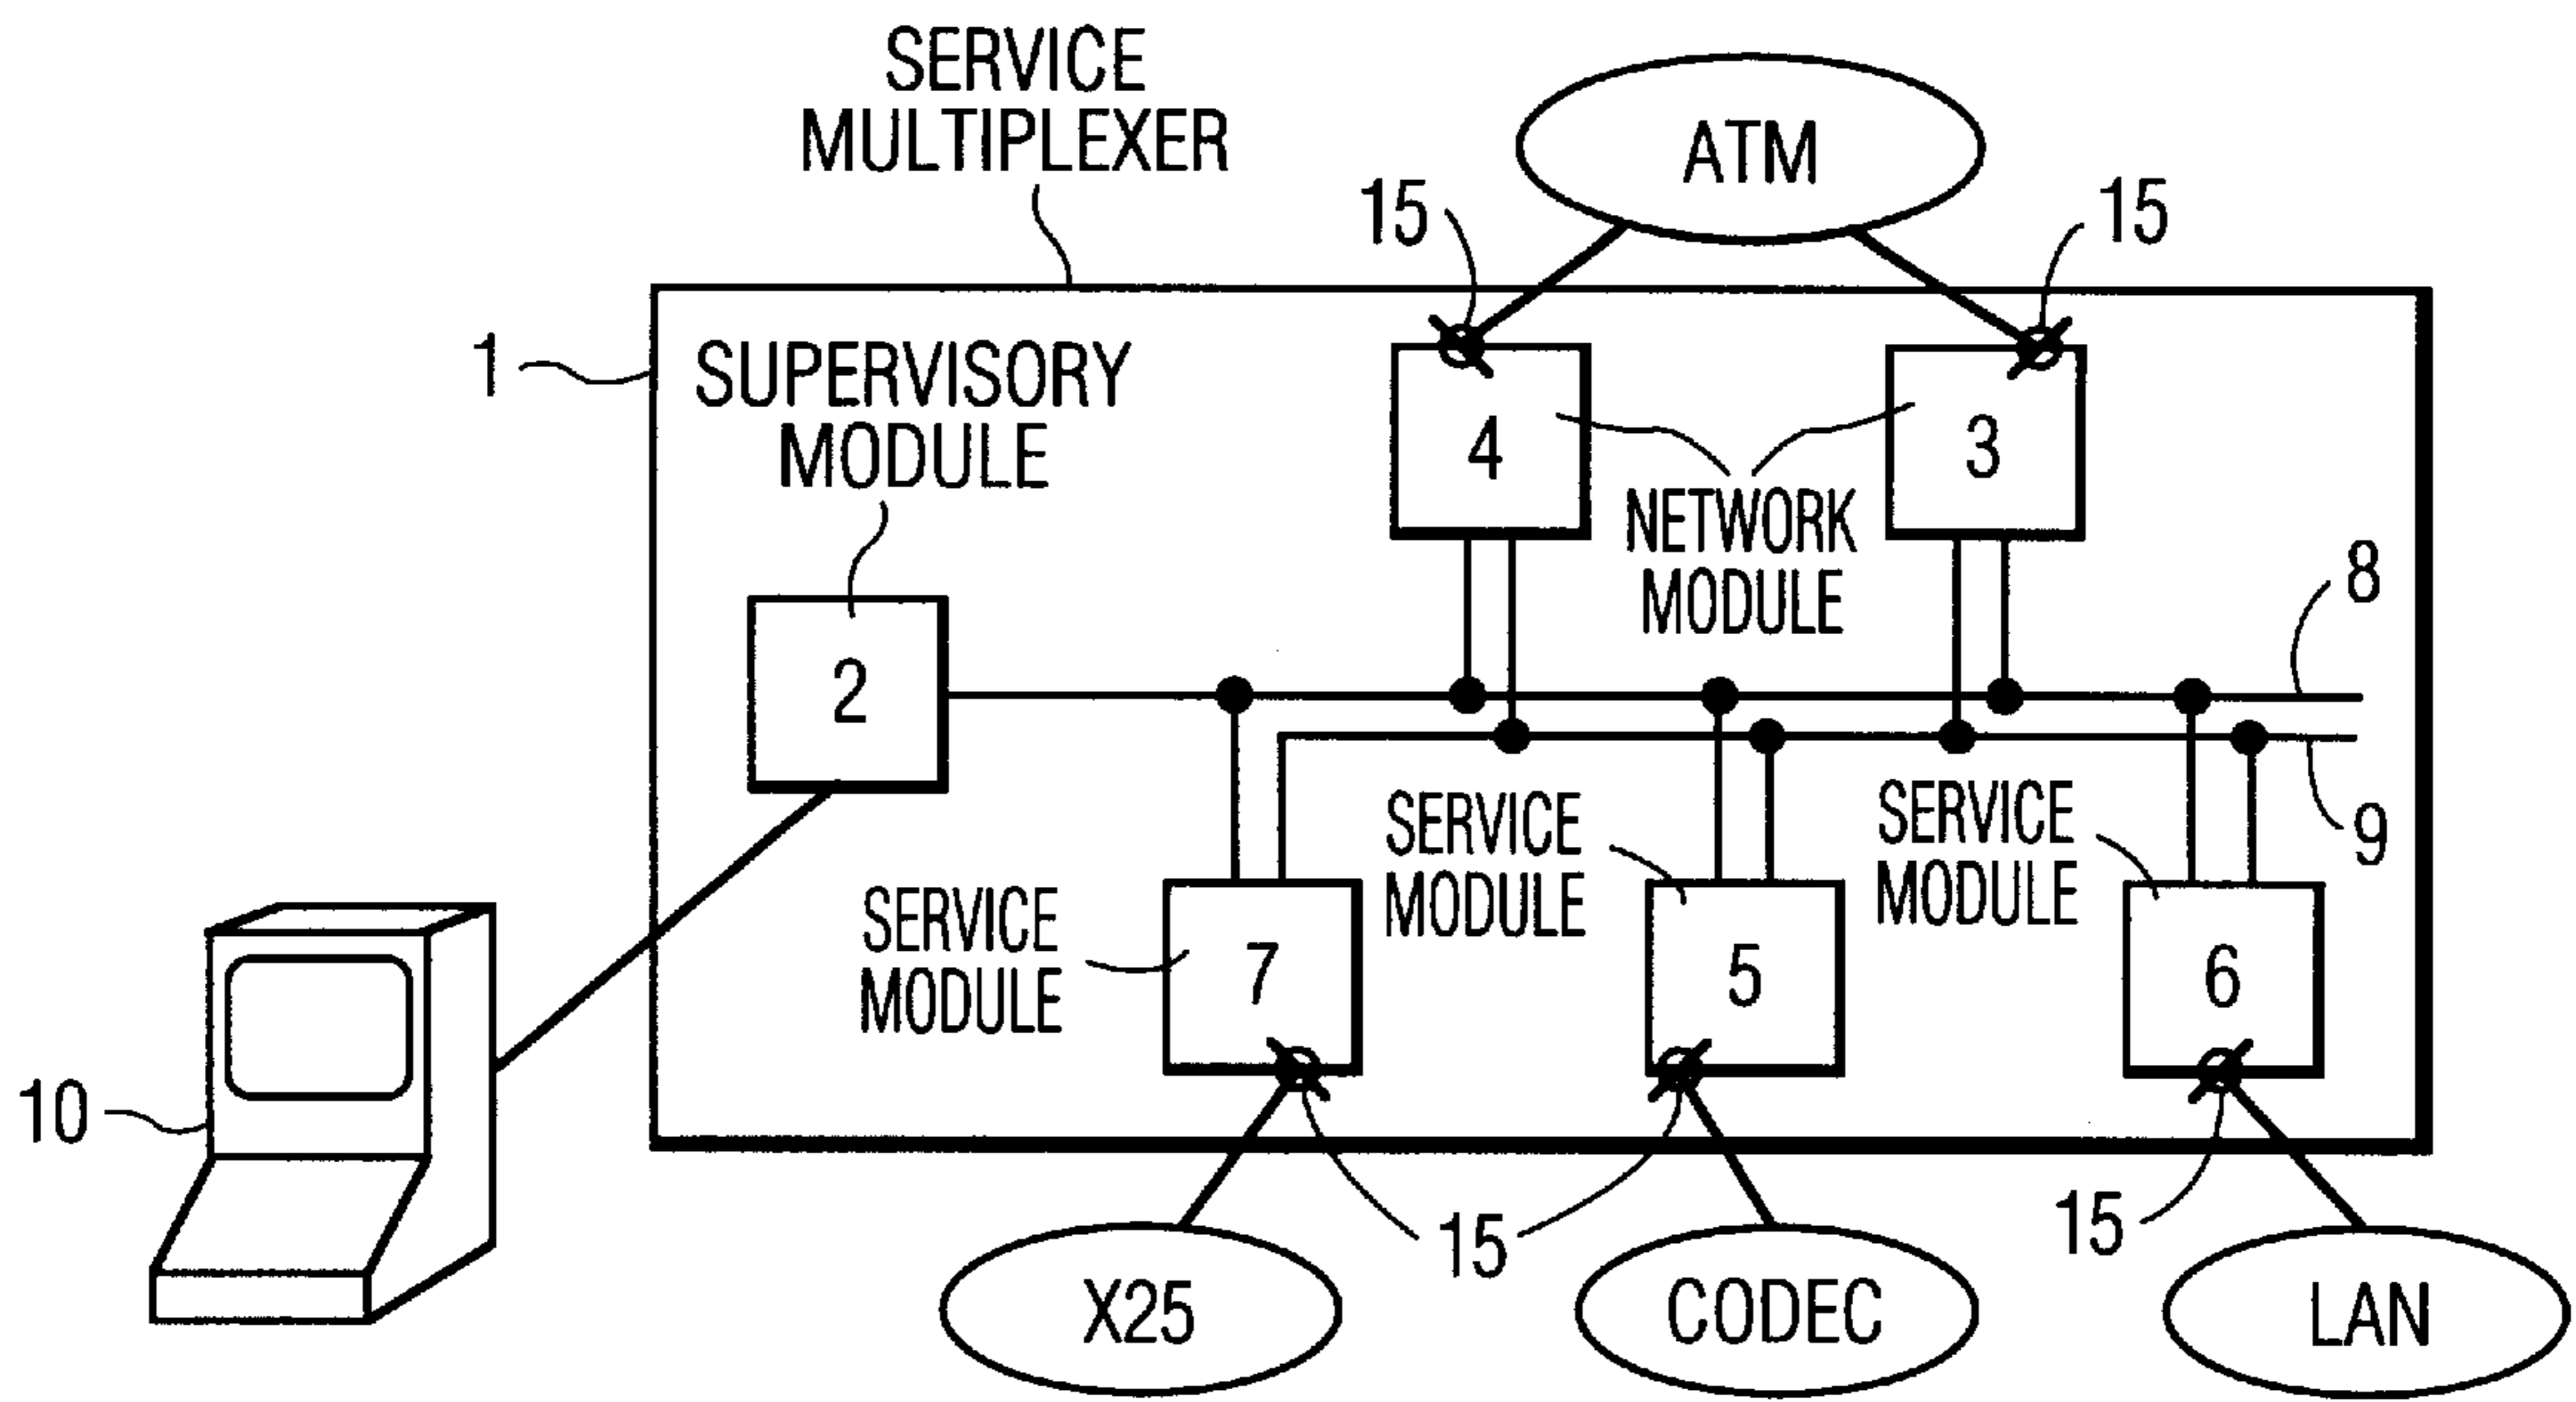 SERVICE
MULTIPLEXER
ATM
15
15
1
SUPERVISORY
MODULE
4
3
NETWORK
MODULE
8
2
9
SERVICE
MODULE
SERVICE
MODULE
SERVICE
MODULE
7
5
6
10
15
15
X25
CODEC
LAN